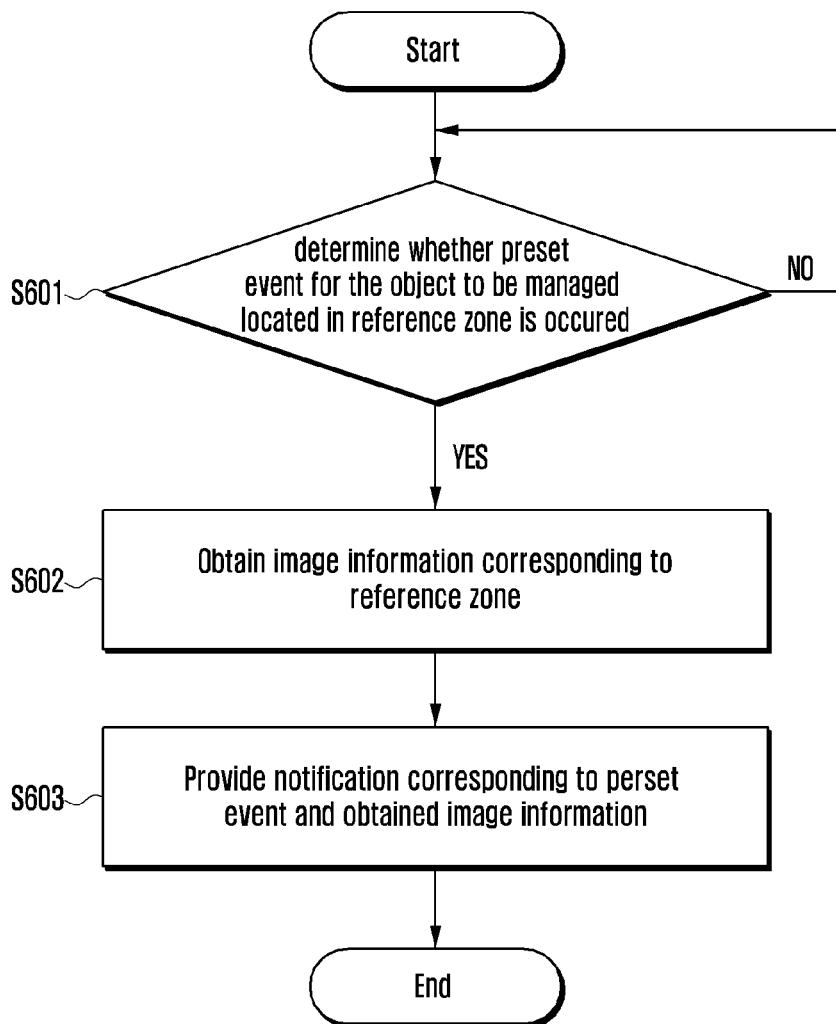 Start
determine whether preset
event for the object to be managed
located in reference zone is occured
S601
NO
YES
Obtain image information corresponding to
reference zone
S602
Provide notification corresponding to perset
event and obtained image information
S603
End